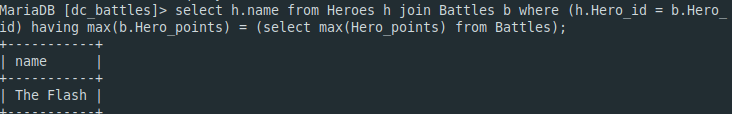 MariaDB [dc_battles]> select h.name from Heroes h join Battles b where (h.Hero_id = b.Hero_
id) having max(b.Hero_points) = (select max(Hero_points) from Battles);
+-----------+
| name      |
+-----------+
| The Flash |
+-----------+